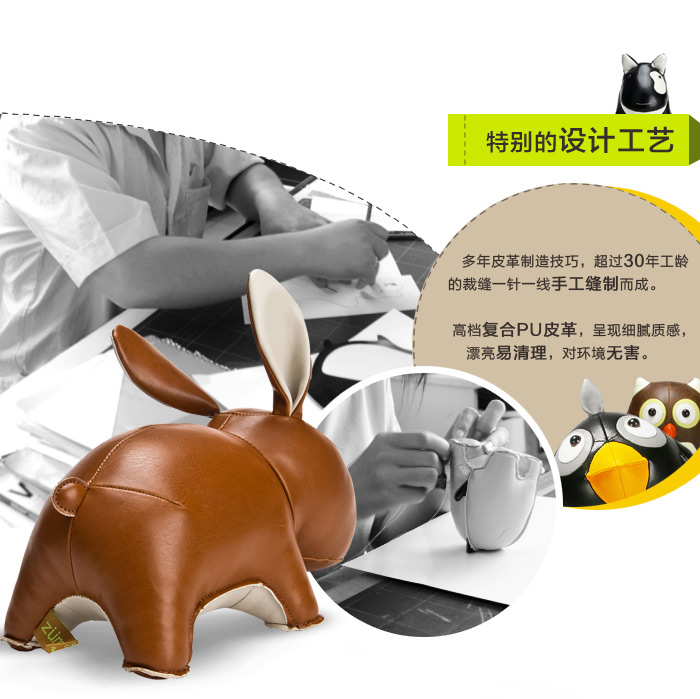 特别的设计工艺
多年皮革制造技巧，超过30年工龄
的裁缝一针一线手工缝制而成。
高档复合PU皮革，呈现细腻质感，
漂亮易清理，对环境无害。